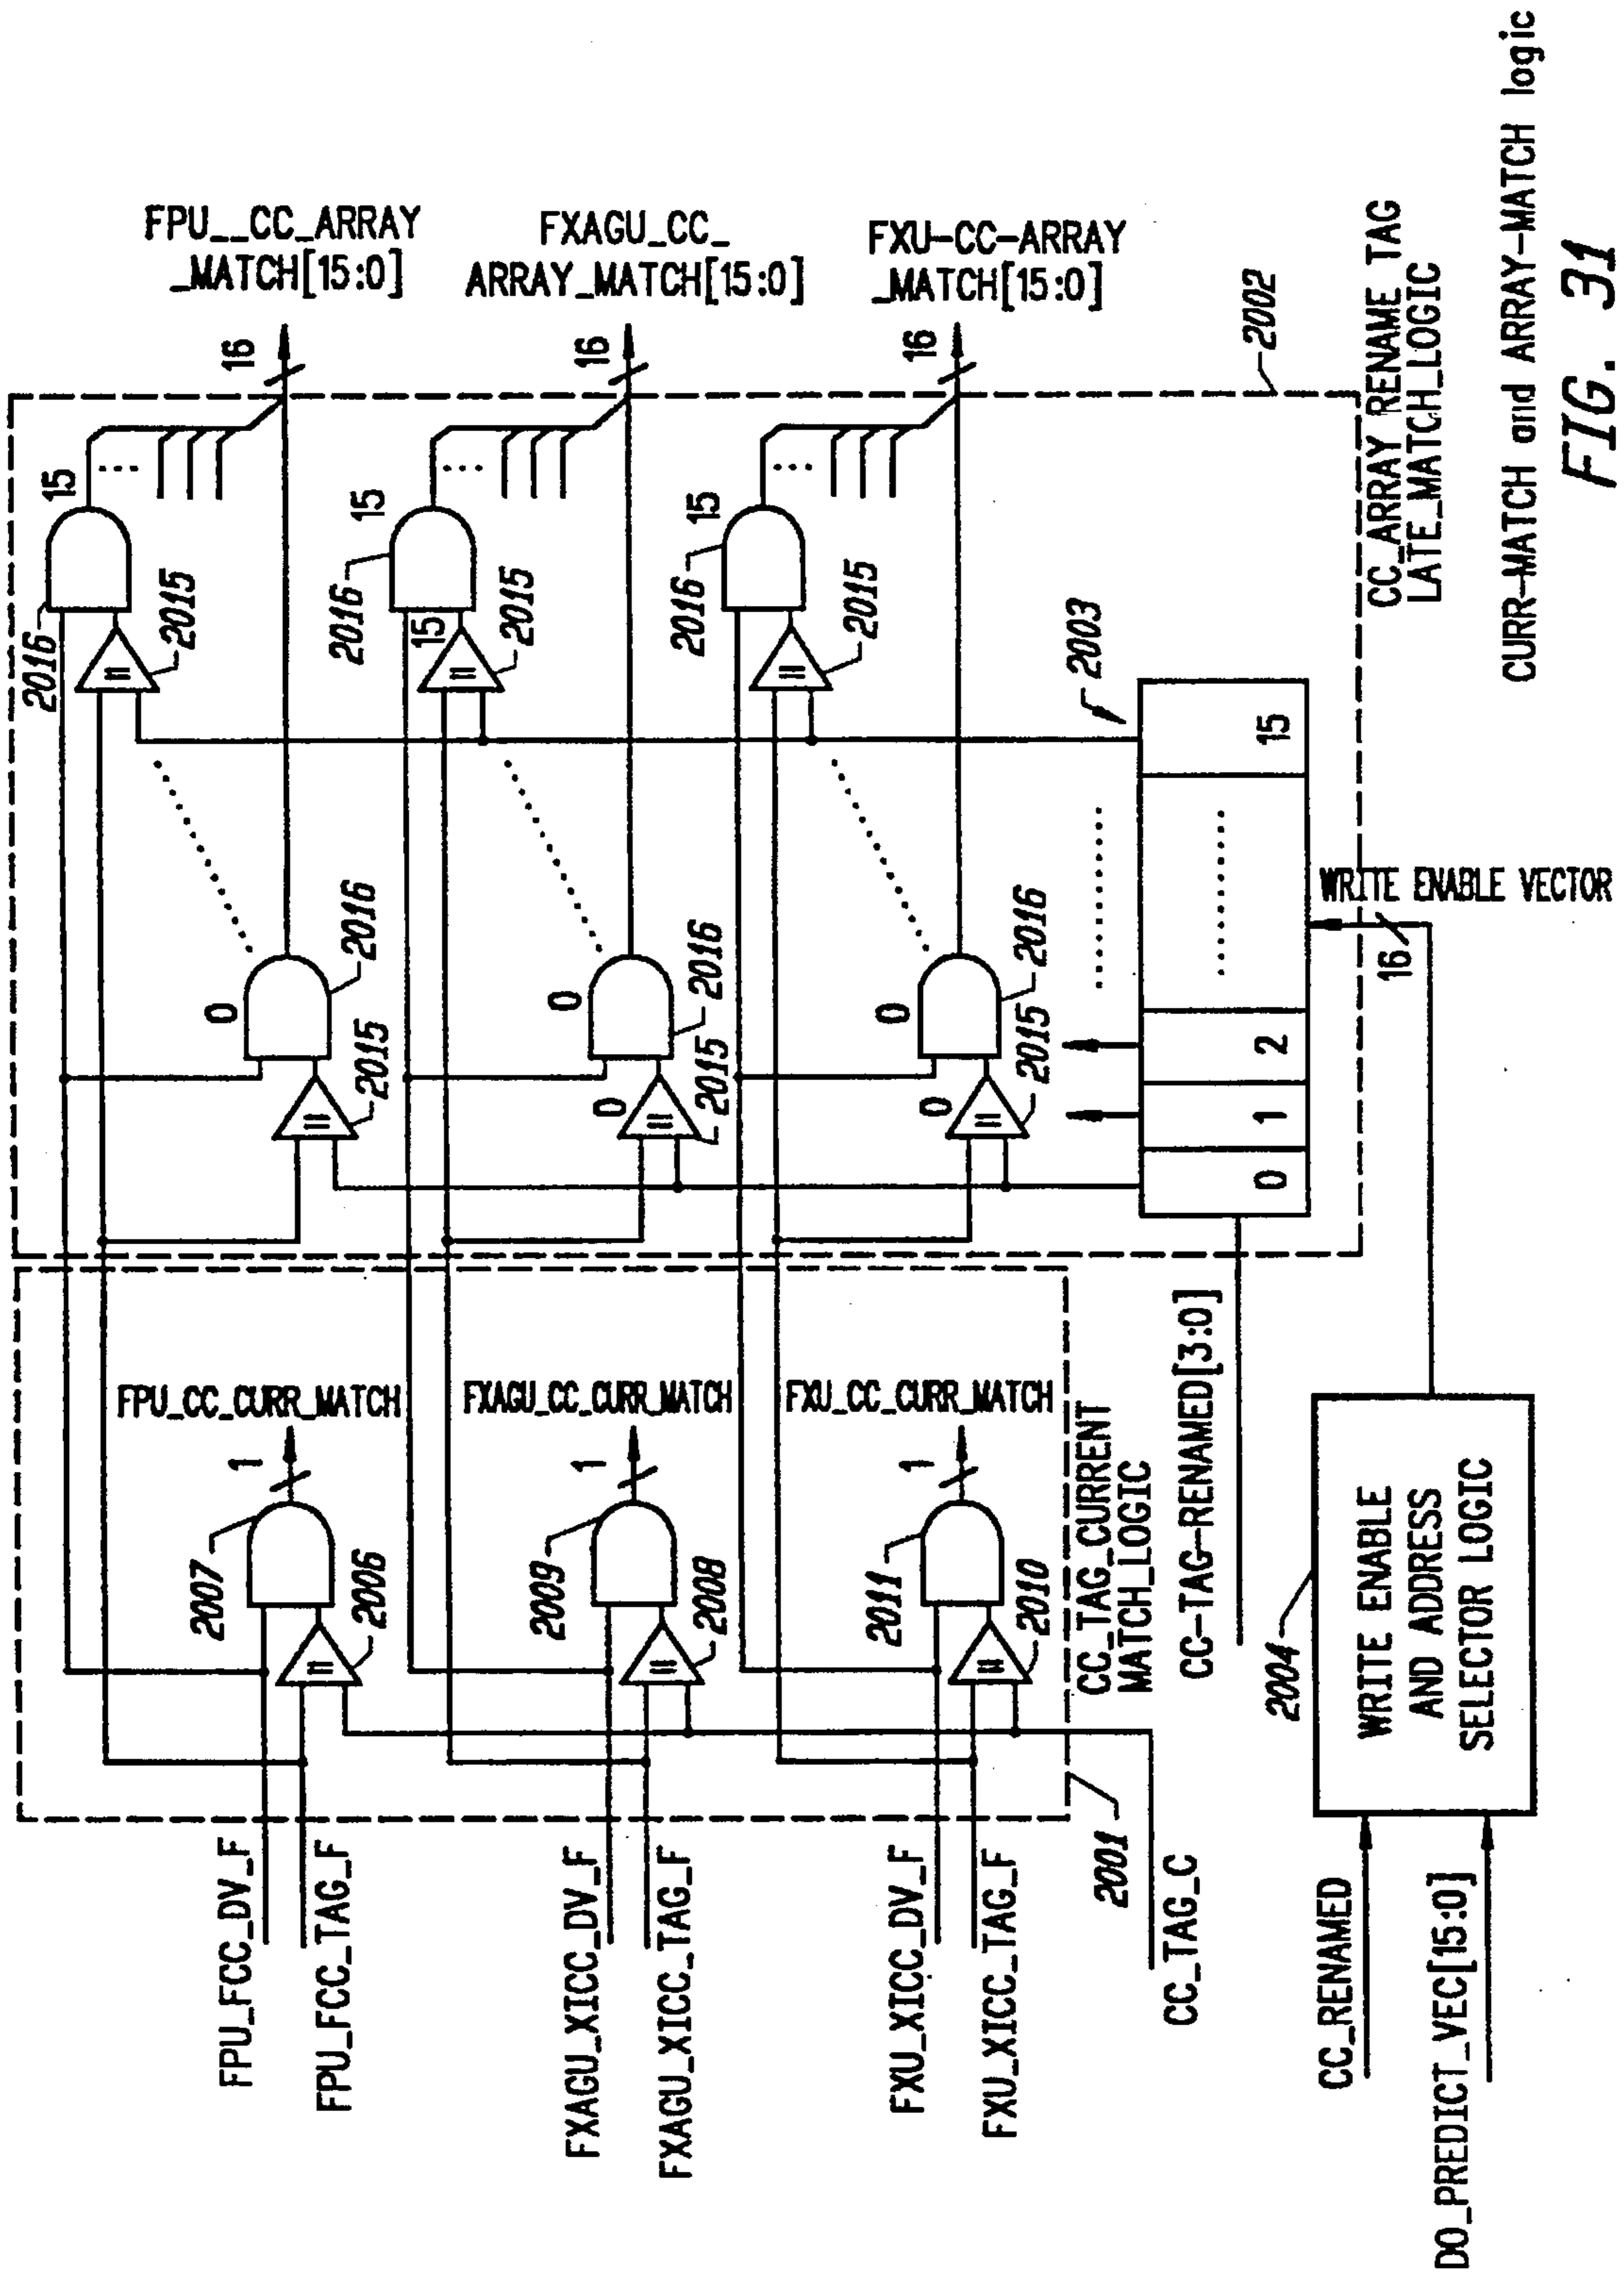 FPU_FCC_DV_F
FPU_FCC_TAG_F
FXAGU_XICC_DV_F
FXAGU_XICC_TAG_F
FXU_XICC_DV_F
FXU_XICC_TAG_F
2001
CC_TAG_C
CC_RENAMED
DO_PREDICT_VEC[15:0]
2007
2006
1
FPU_CC_CURR_MATCH
2009
2008
1
FXAGU_CC_CURR_MATCH
2011
2010
1
FXU_CC_CURR_MATCH
CC_TAG_CURRENT
MATCH_LOGIC
CC-TAG-RENAMED[3:0]
2004
WRITE ENABLE
AND ADDRESS
SELECTOR LOGIC
=
=
=
0
2015
2016
=
0
0
2015
2016
=
0
0
2015
2016
=
0
1
2
15
16
WRITE ENABLE VECTOR
2003
2016
15
2015
=
2016
15
15
2015
=
2016
15
2015
=
16
FPU__CC_ARRAY
_MATCH[15:0]
16
FXAGU_CC_
ARRAY_MATCH[15:0]
16
FXU-CC-ARRAY
_MATCH[15:0]
2002
CC_ARRAY RENAME TAG
LATE_MATCH_LOGIC
CURR-MATCH and ARRAY-MATCH logic
FIG. 31